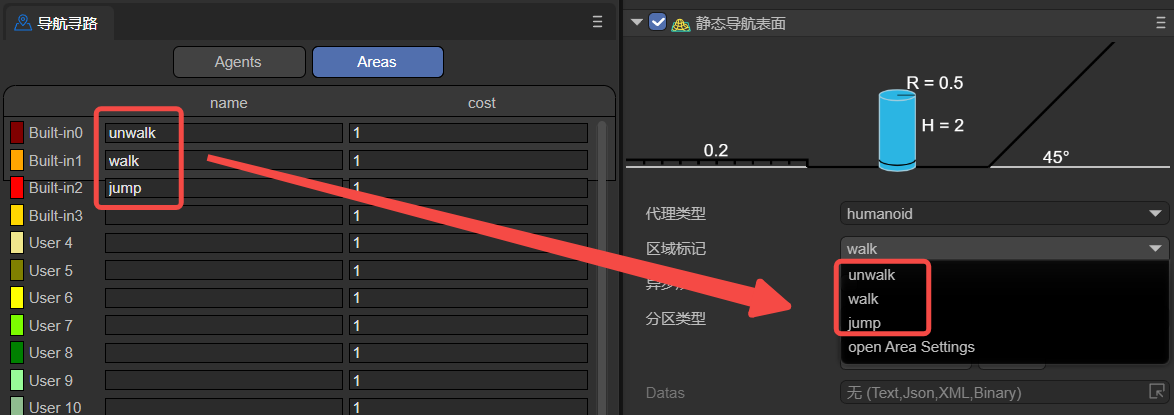 导航寻路
Agents
Areas
name
cost
Built-in0
unwalk
1
Built-in1
walk
1
Built-in2
jump
1
Built-in3
1
User 4
1
User 5
1
User 6
1
User 7
1
User 8
1
User 9
1
User 10
1
静态导航表面
R = 0.5
H = 2
0.2
45°
代理类型
humanoid
区域标记
walk
unwalk
walk
jump
open Area Settings
分区类型
Datas
无 (Text,Json,XML,Binary)